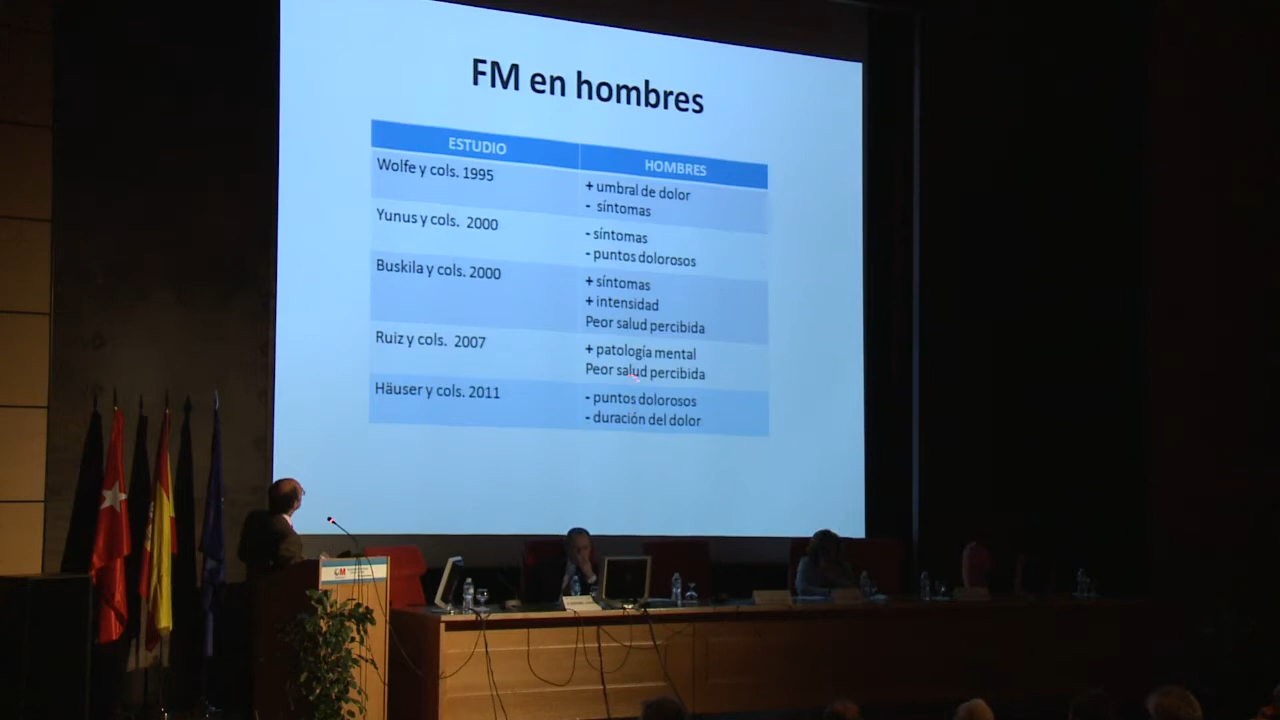 FM en hombres
ESTUDIO
HOMBRES
Wolfe y cols. 1995
+ umbral de dolor
- síntomas
Yunus y cols. 2000
- síntomas
- puntos dolorosos
Buskila y cols. 2000
+ síntomas
+ intensidad
Peor salud percibida
Ruiz y cols. 2007
+ patología mental
Peor salud percibida
Häuser y cols. 2011
- puntos dolorosos
- duración del dolor